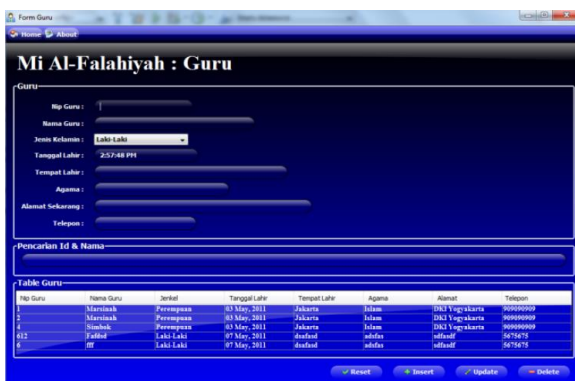 Form Guru
Home About
Mi Al-Falahiyah : Guru
Guru
Nip Guru :
Nama Guru :
Jenis Kelamin : Laki-Laki
Tanggal Lahir : 2:57:48 PM
Tempat Lahir :
Agama :
Alamat Sekarang :
Telepon :
Pencarian Id & Nama
Table Guru
Nip Guru Nama Guru Jenkel Tanggal Lahir Tempat Lahir Agama Alamat Telepon
1 Marsinah Perempuan 03 May, 2011 Jakarta Islam DKI Yogyakarta 909090909
2 Marsinah Perempuan 03 May, 2011 Jakarta Islam DKI Yogyakarta 909090909
4 Simbok Perempuan 03 May, 2011 Jakarta Islam DKI Yogyakarta 909090909
612 Laki-Laki 07 May, 2011 dsafasd adsfas sdfasdf 5675675
6 fff Laki-Laki 07 May, 2011 dsafasd adsfas sdfasdf 5675675
Reset Insert Update Delete